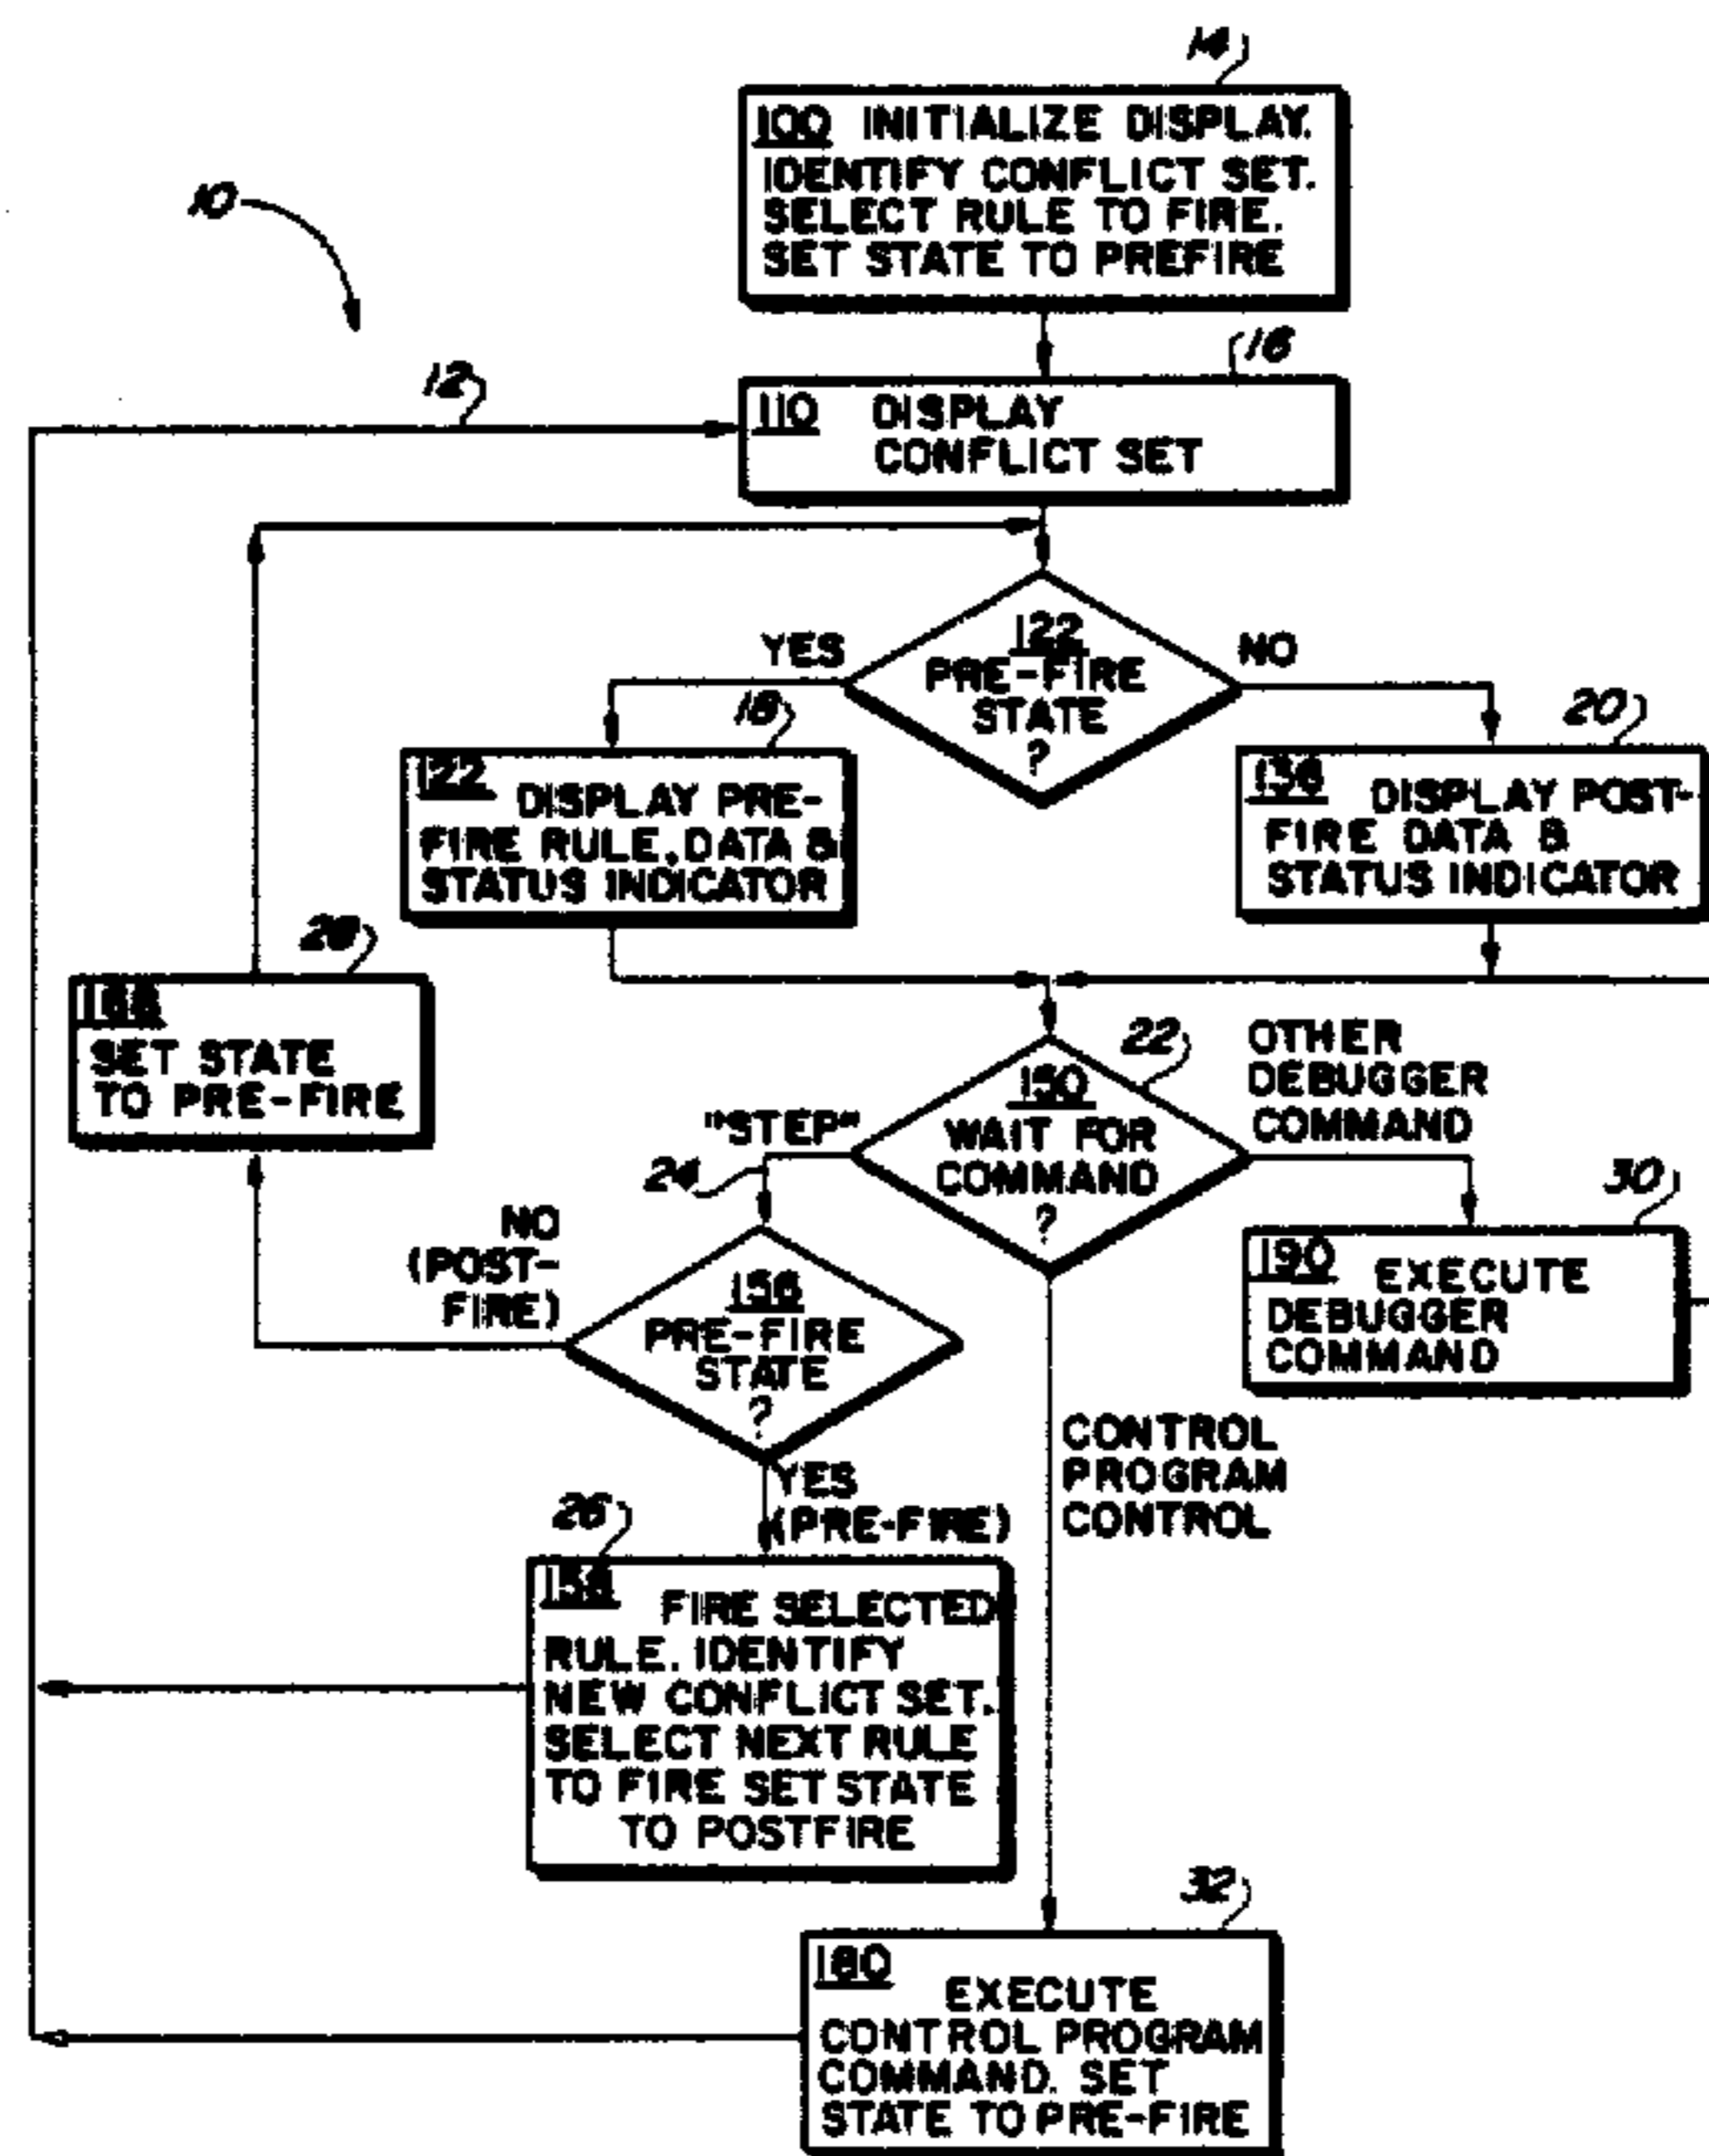 14
100 INITIALIZE DISPLAY.
IDENTIFY CONFLICT SET.
SELECT RULE TO FIRE.
SET STATE TO PREFIRE
10
12
16
110 DISPLAY
CONFLICT SET
YES
122
PRE-FIRE
STATE
?
NO
18
122 DISPLAY PRE-
FIRE RULE, DATA &
STATUS INDICATOR
20
DISPLAY POST-
FIRE DATA &
STATUS INDICATOR
28
SET STATE
TO PRE-FIRE
22
150
WAIT FOR
COMMAND
?
OTHER
DEBUGGER
COMMAND
"STEP"
24
30
190 EXECUTE
DEBUGGER
COMMAND
NO
(POST-
FIRE)
156
PRE-FIRE
STATE
?
YES
(PRE-FIRE)
CONTROL
PROGRAM
CONTROL
26
FIRE SELECTED
RULE. IDENTIFY
NEW CONFLICT SET.
SELECT NEXT RULE
TO FIRE SET STATE
TO POSTFIRE
32
180
EXECUTE
CONTROL PROGRAM
COMMAND. SET
STATE TO PRE-FIRE